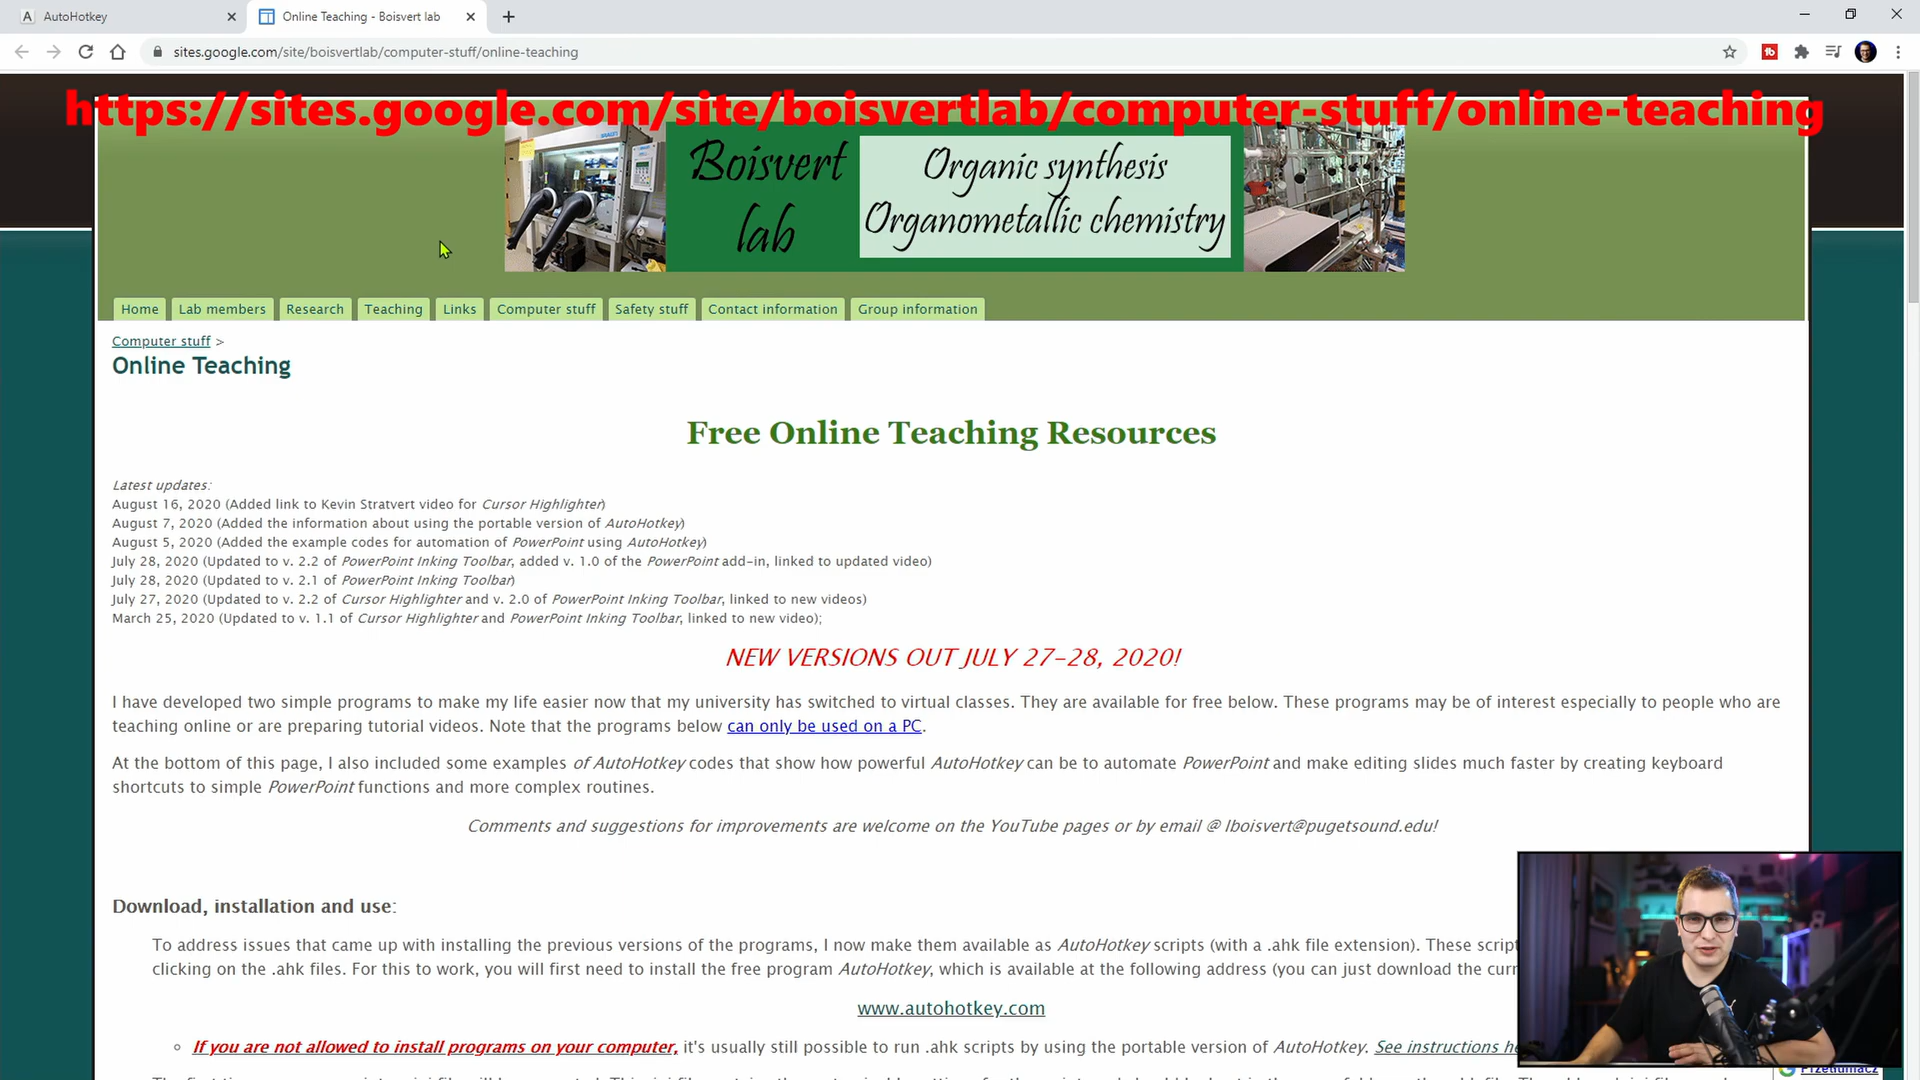 AutoHotkey
Online Teaching - Boisvert lab
sites.google.com/site/boisvertlab/computer-stuff/online-teaching
https://sites.google.com/site/boisvertlab/computer-stuff/online-teaching
Boisvert
lab
Organic synthesis
Organometallic chemistry
Home
Lab members
Research
Teaching
Links
Computer stuff
Safety stuff
Contact information
Group information
Computer stuff >
Online Teaching
Free Online Teaching Resources
Latest updates:
August 16, 2020 (Added link to Kevin Stratvert video for Cursor Highlighter)
August 7, 2020 (Added the information about using the portable version of AutoHotkey)
August 5, 2020 (Added the example codes for automation of PowerPoint using AutoHotkey)
July 28, 2020 (Updated to v. 2.2 of PowerPoint Inking Toolbar, added v. 1.0 of the PowerPoint add-in, linked to updated video)
July 28, 2020 (Updated to v. 2.1 of PowerPoint Inking Toolbar)
July 27, 2020 (Updated to v. 2.2 of Cursor Highlighter and v. 2.0 of PowerPoint Inking Toolbar, linked to new videos)
March 25, 2020 (Updated to v. 1.1 of Cursor Highlighter and PowerPoint Inking Toolbar, linked to new video);
NEW VERSIONS OUT JULY 27-28, 2020!
I have developed two simple programs to make my life easier now that my university has switched to virtual classes. They are available for free below. These programs may be of interest especially to people who are
teaching online or are preparing tutorial videos. Note that the programs below can only be used on a PC.
At the bottom of this page, I also included some examples of AutoHotkey codes that show how powerful AutoHotkey can be to automate PowerPoint and make editing slides much faster by creating keyboard
shortcuts to simple PowerPoint functions and more complex routines.
Comments and suggestions for improvements are welcome on the YouTube pages or by email @ lboisvert@pugetsound.edu!
Download, installation and use:
To address issues that came up with installing the previous versions of the programs, I now make them available as AutoHotkey scripts (with a .ahk file extension). These script
clicking on the .ahk files. For this to work, you will first need to install the free program AutoHotkey, which is available at the following address (you can just download the curr
www.autohotkey.com
If you are not allowed to install programs on your computer, it's usually still possible to run .ahk scripts by using the portable version of AutoHotkey. See instructions he